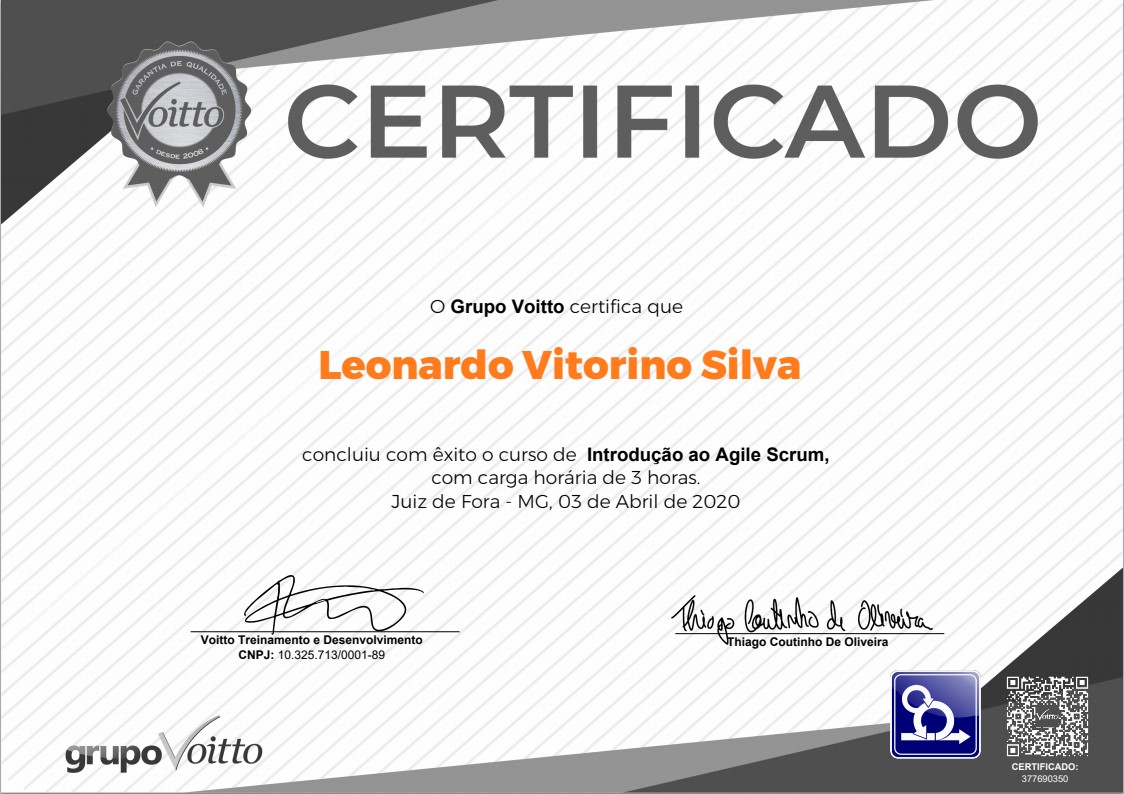 GARANTIA DE QUALIDADE
Voitto
• DESDE 2008 •
CERTIFICADO
O Grupo Voitto certifica que
Leonardo Vitorino Silva
concluiu com êxito o curso de Introdução ao Agile Scrum,
com carga horária de 3 horas.
Juiz de Fora - MG, 03 de Abril de 2020
Thiago Coutinho de Oliveira
Voitto Treinamento e Desenvolvimento
CNPJ: 10.325.713/0001-89
Thiago Coutinho De Oliveira
grupo Voitto
Voitto
CERTIFICADO:
377690350